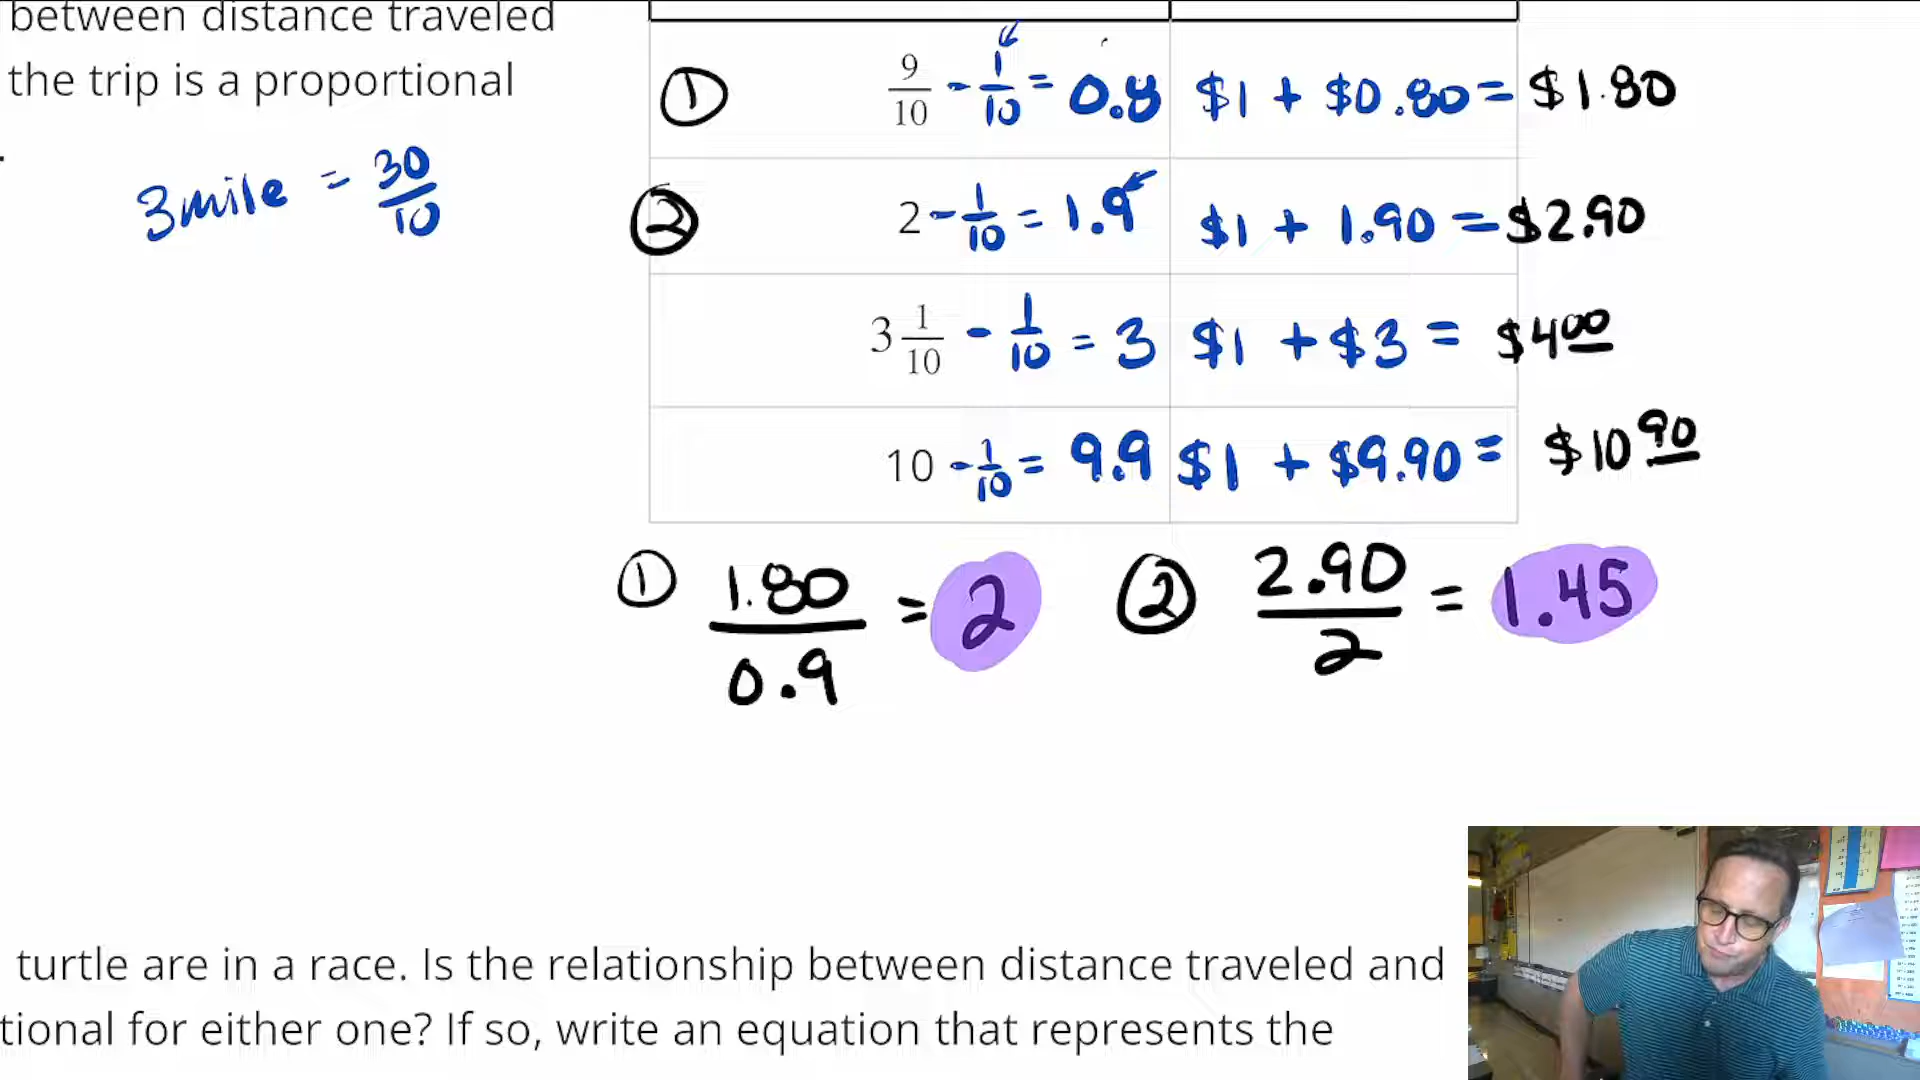 between distance traveled
the trip is a proportional
3mile = 30/10
① 9/10 - 1/10 = 0.8 $1 + $0.80 = $1.80
② 2 - 1/10 = 1.9 $1 + 1.90 = $2.90
3 1/10 - 1/10 = 3 $1 + $3 = $4 00
10 - 1/10 = 9.9 $1 + $9.90 = $10 90
① 1.80/0.9 = 2 ② 2.90/2 = 1.45
turtle are in a race. Is the relationship between distance traveled and
tional for either one? If so, write an equation that represents the